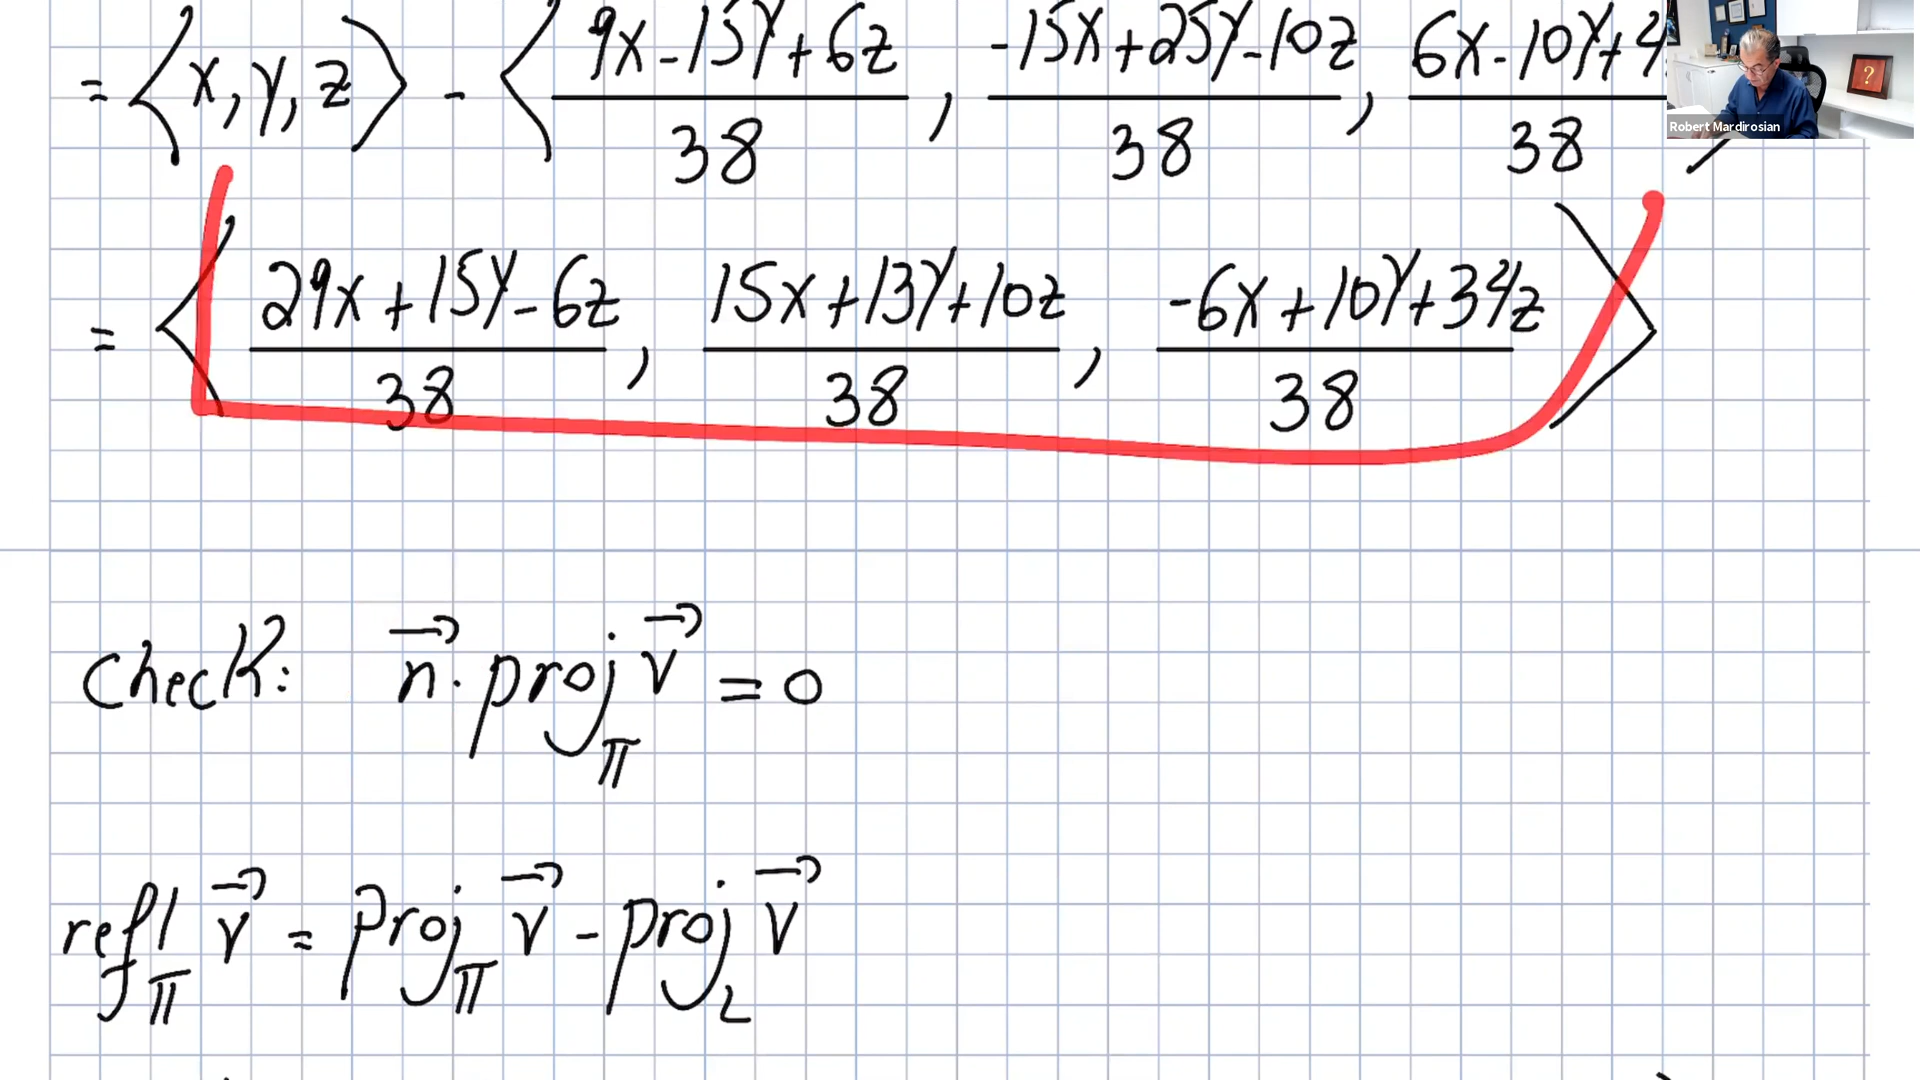 = ⟨x, y, z⟩ - ⟨(9x-15y+6z)/38, (-15x+25y-10z)/38, (6x-10y+4)/38
Robert Mardirosian
= ⟨(29x+15y-6z)/38, (15x+13y+10z)/38, (-6x+10y+34z)/38⟩
check: n⃗ · proj_π v⃗ = 0
refl_π v⃗ = proj_π v⃗ - proj_L v⃗